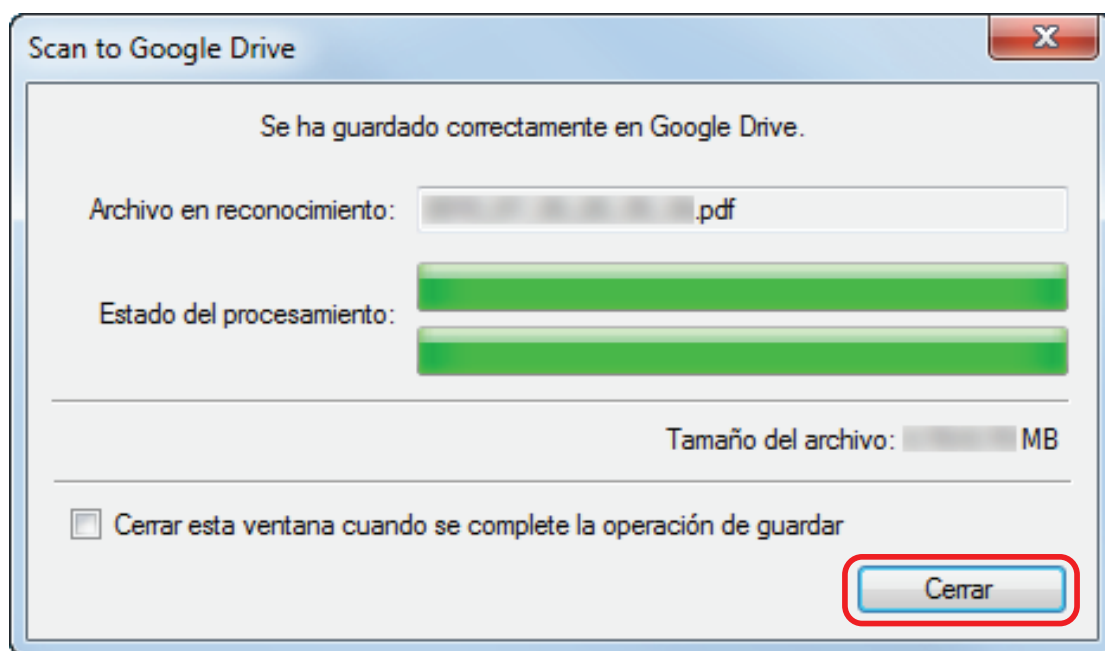 Scan to Google Drive
Se ha guardado correctamente en Google Drive.
Archivo en reconocimiento: .pdf
Estado del procesamiento:
Tamaño del archivo: MB
Cerrar esta ventana cuando se complete la operación de guardar
Cerrar